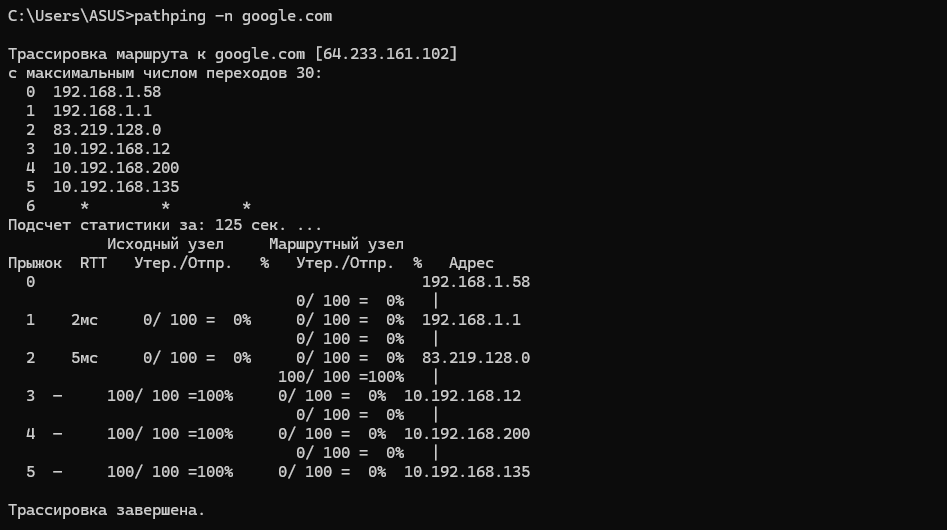 C:\Users\ASUS>pathping -n google.com
Трассировка маршрута к google.com [64.233.161.102]
с максимальным числом переходов 30:
  0  192.168.1.58
  1  192.168.1.1
  2  83.219.128.0
  3  10.192.168.12
  4  10.192.168.200
  5  10.192.168.135
  6     *        *        *
Подсчет статистики за: 125 сек. ...
           Исходный узел     Маршрутный узел
Прыжок  RTT   Утер./Отпр.   %   Утер./Отпр.  %   Адрес
  0                                           192.168.1.58
                                0/ 100 =  0%   |
  1    2мс     0/ 100 =  0%     0/ 100 =  0%  192.168.1.1
                                0/ 100 =  0%   |
  2    5мс     0/ 100 =  0%     0/ 100 =  0%  83.219.128.0
                              100/ 100 =100%   |
  3  —     100/ 100 =100%     0/ 100 =  0%  10.192.168.12
                                0/ 100 =  0%   |
  4  —     100/ 100 =100%     0/ 100 =  0%  10.192.168.200
                                0/ 100 =  0%   |
  5  —     100/ 100 =100%     0/ 100 =  0%  10.192.168.135
Трассировка завершена.